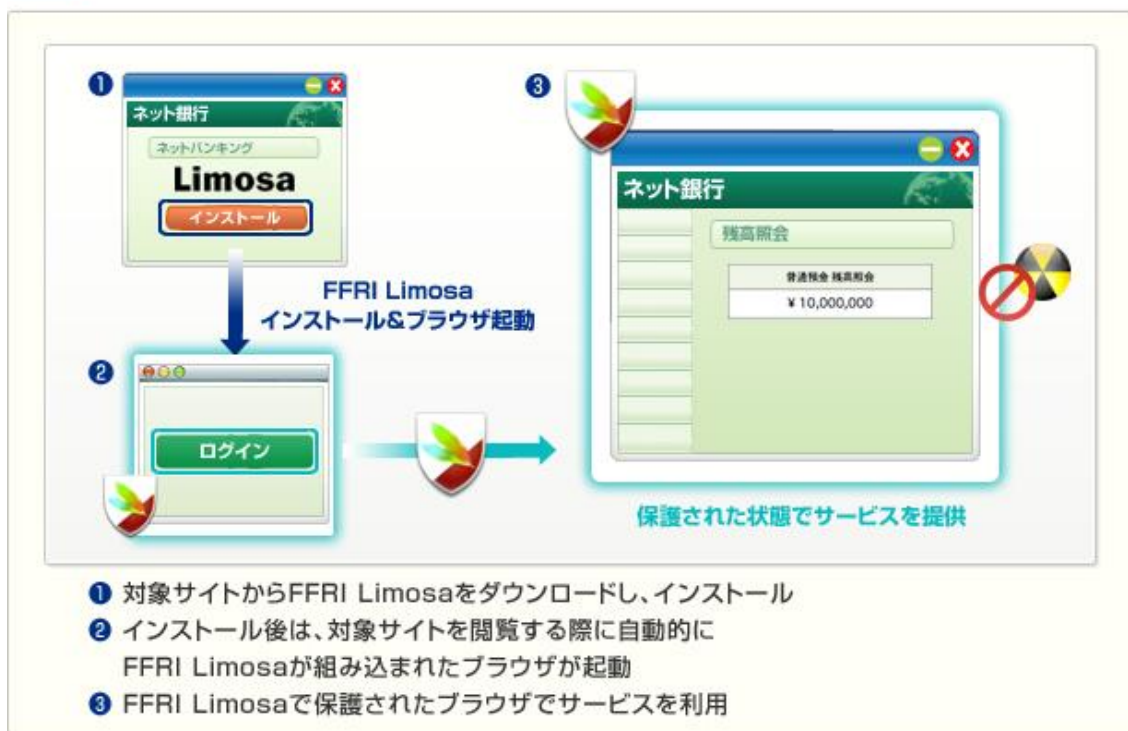 ❶
ネット銀行
ネットバンキング
Limosa
インストール
FFRI Limosa
インストール&ブラウザ起動
❷
ログイン
❸
ネット銀行
残高照会
普通預金 残高照会
¥ 10,000,000
保護された状態でサービスを提供
❶ 対象サイトからFFRI Limosaをダウンロードし、インストール
❷ インストール後は、対象サイトを閲覧する際に自動的に
FFRI Limosaが組み込まれたブラウザが起動
❸ FFRI Limosaで保護されたブラウザでサービスを利用